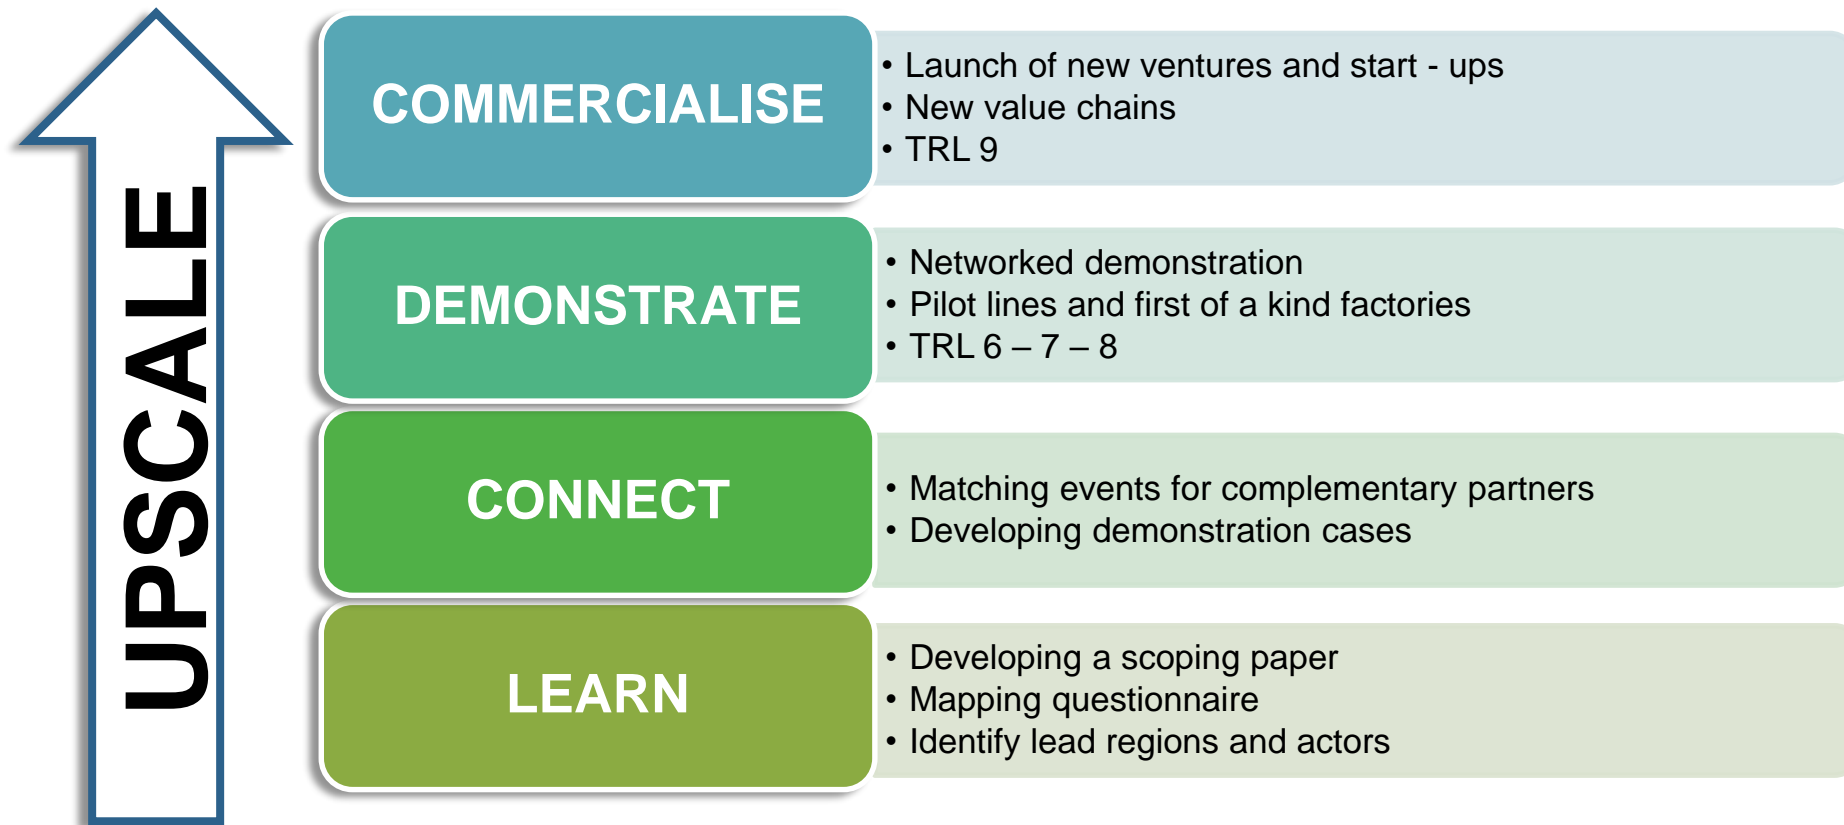 UPSCALE
COMMERCIALISE
• Launch of new ventures and start - ups
• New value chains
• TRL 9
DEMONSTRATE
• Networked demonstration
• Pilot lines and first of a kind factories
• TRL 6 – 7 – 8
CONNECT
• Matching events for complementary partners
• Developing demonstration cases
LEARN
• Developing a scoping paper
• Mapping questionnaire
• Identify lead regions and actors